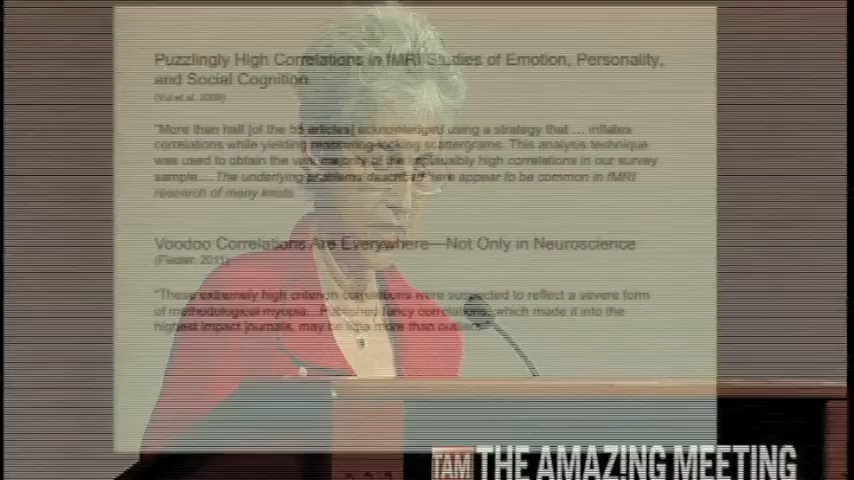 Puzzlingly High Correlations in fMRI Studies of Emotion, Personality,
and Social Cognition
(Vul et al. 2009)
"More than half [of the 55 articles] acknowledged using a strategy that ... inflates
correlations while yielding reassuring-looking scattergrams. This analysis technique
was used to obtain the vast majority of the implausibly high correlations in our survey
sample....The underlying problems described here appear to be common in fMRI
research of many kinds
Voodoo Correlations Are Everywhere—Not Only in Neuroscience
(Fiedler, 2011)
"These extremely high criterion correlations were suspected to reflect a severe form
of methodological myopia....Published fancy correlations, which made it into the
highest impact journals, may be little more than outliers
TAM THE AMAZ!NG MEETING